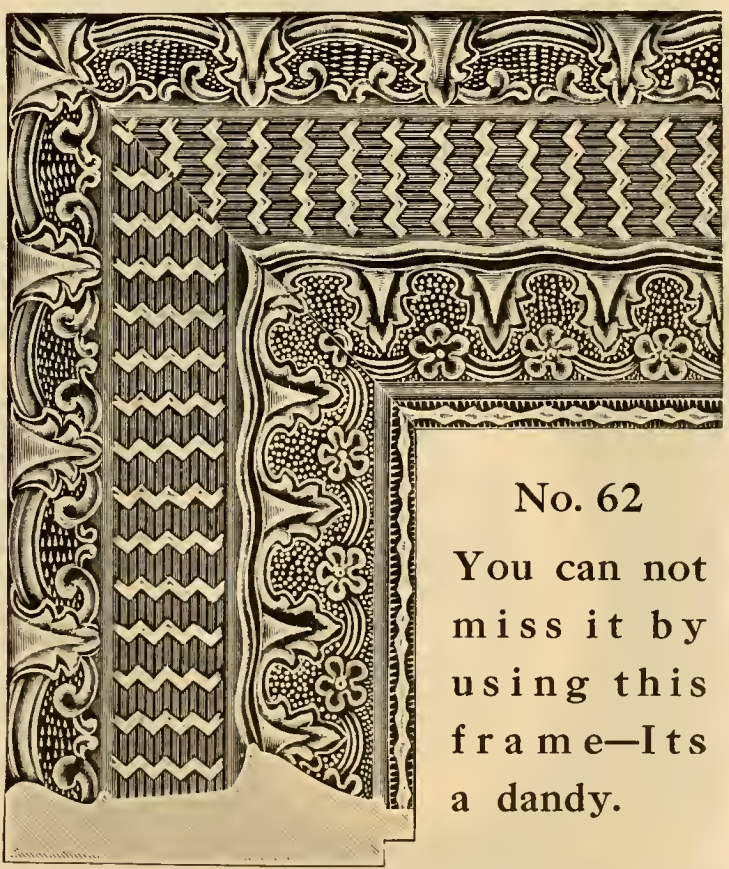 No. 62
You can not
miss it by
using this
frame—Its
a dandy.